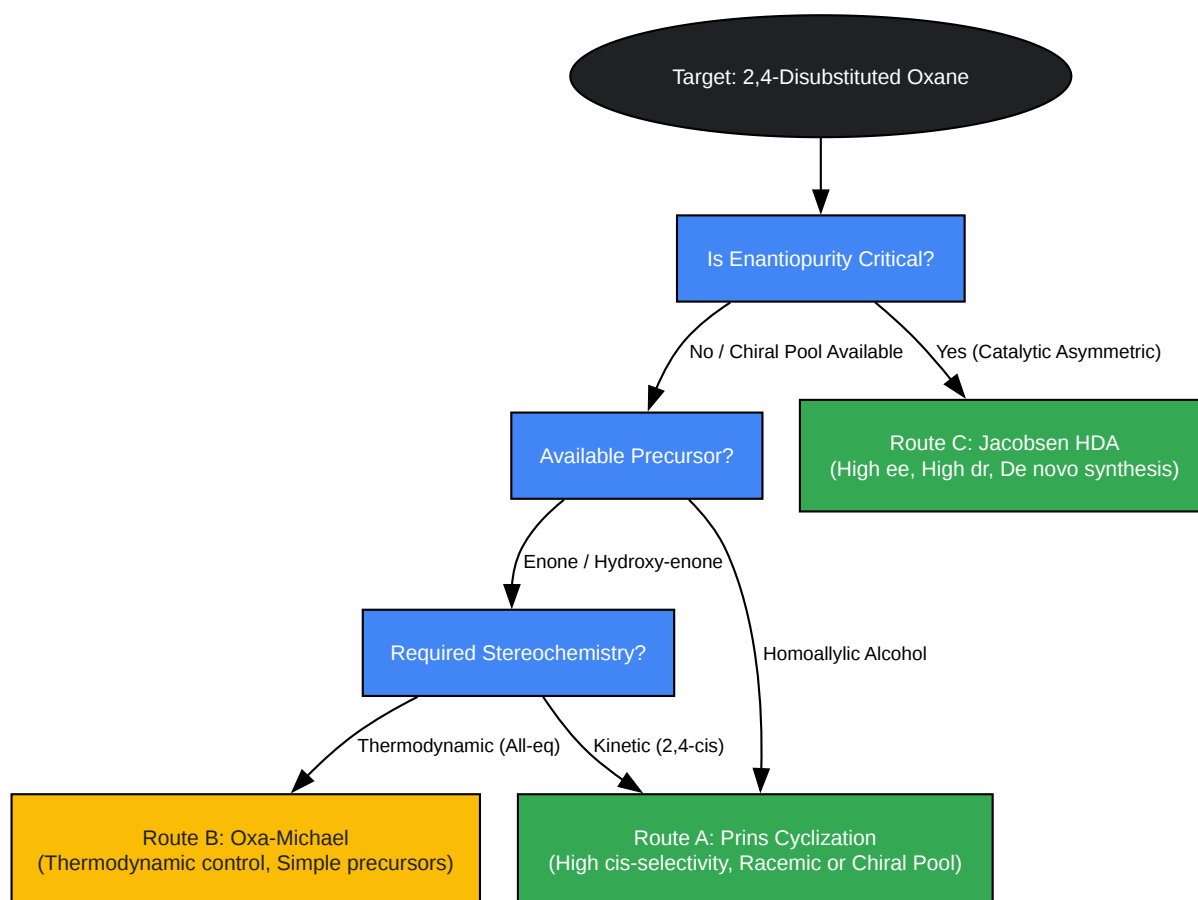 Target: 2,4-Disubstituted Oxane
Is Enantiopurity Critical?
No / Chiral Pool Available
Yes (Catalytic Asymmetric)
Available Precursor?
Route C: Jacobsen HDA
(High ee, High dr, De novo synthesis)
Enone / Hydroxy-enone
Required Stereochemistry?
Homoallylic Alcohol
Thermodynamic (All-eq)
Kinetic (2,4-cis)
Route B: Oxa-Michael
(Thermodynamic control, Simple precursors)
Route A: Prins Cyclization
(High cis-selectivity, Racemic or Chiral Pool)